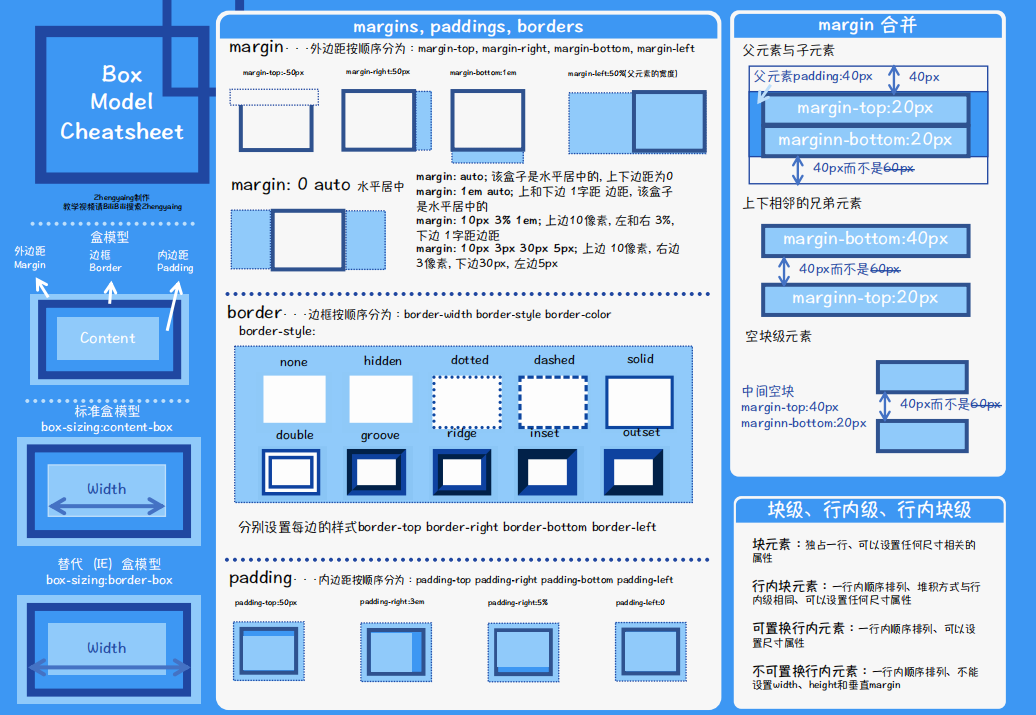 Box
Model
Cheatsheet
Zhengyaing制作
教学视频请BiliBili搜索Zhengyaing
盒模型
外边距
Margin
边框
Border
内边距
Padding
Content
标准盒模型
box-sizing:content-box
Width
替代（IE）盒模型
box-sizing:border-box
Width
margins, paddings, borders
margin···外边距按顺序分为：margin-top, margin-right, margin-bottom, margin-left
margin-top:-50px
margin-right:50px
margin-bottom:1em
margin-left:50%[父元素的宽度]
margin: 0 auto 水平居中
margin: auto; 该盒子是水平居中的, 上下边距为0
margin: 1em auto; 上和下边 1字距 边距, 该盒子
是水平居中的
margin: 10px 3% 1em; 上边10像素, 左和右 3%,
下边 1字距边距
margin: 10px 3px 30px 5px; 上边 10像素, 右边
3像素, 下边30px, 左边5px
border···边框按顺序分为：border-width border-style border-color
border-style:
none
hidden
dotted
dashed
solid
double
groove
ridge
inset
outset
分别设置每边的样式border-top border-right border-bottom border-left
padding···内边距按顺序分为：padding-top padding-right padding-bottom padding-left
padding-top:50px
padding-right:3em
padding-right:5%
padding-left:0
margin 合并
父元素与子元素
父元素padding:40px
40px
margin-top:20px
marginn-bottom:20px
40px而不是60px
上下相邻的兄弟元素
margin-bottom:40px
40px而不是60px
marginn-top:20px
空块级元素
中间空块
margin-top:40px
marginn-bottom:20px
40px而不是60px
块级、行内级、行内块级
块元素：独占一行、可以设置任何尺寸相关的
属性
行内块元素：一行内顺序排列、堆积方式与行
内级相同、可以设置任何尺寸属性
可置换行内元素：一行内顺序排列、可以设
置尺寸属性
不可置换行内元素：一行内顺序排列、不能
设置width、height和垂直margin